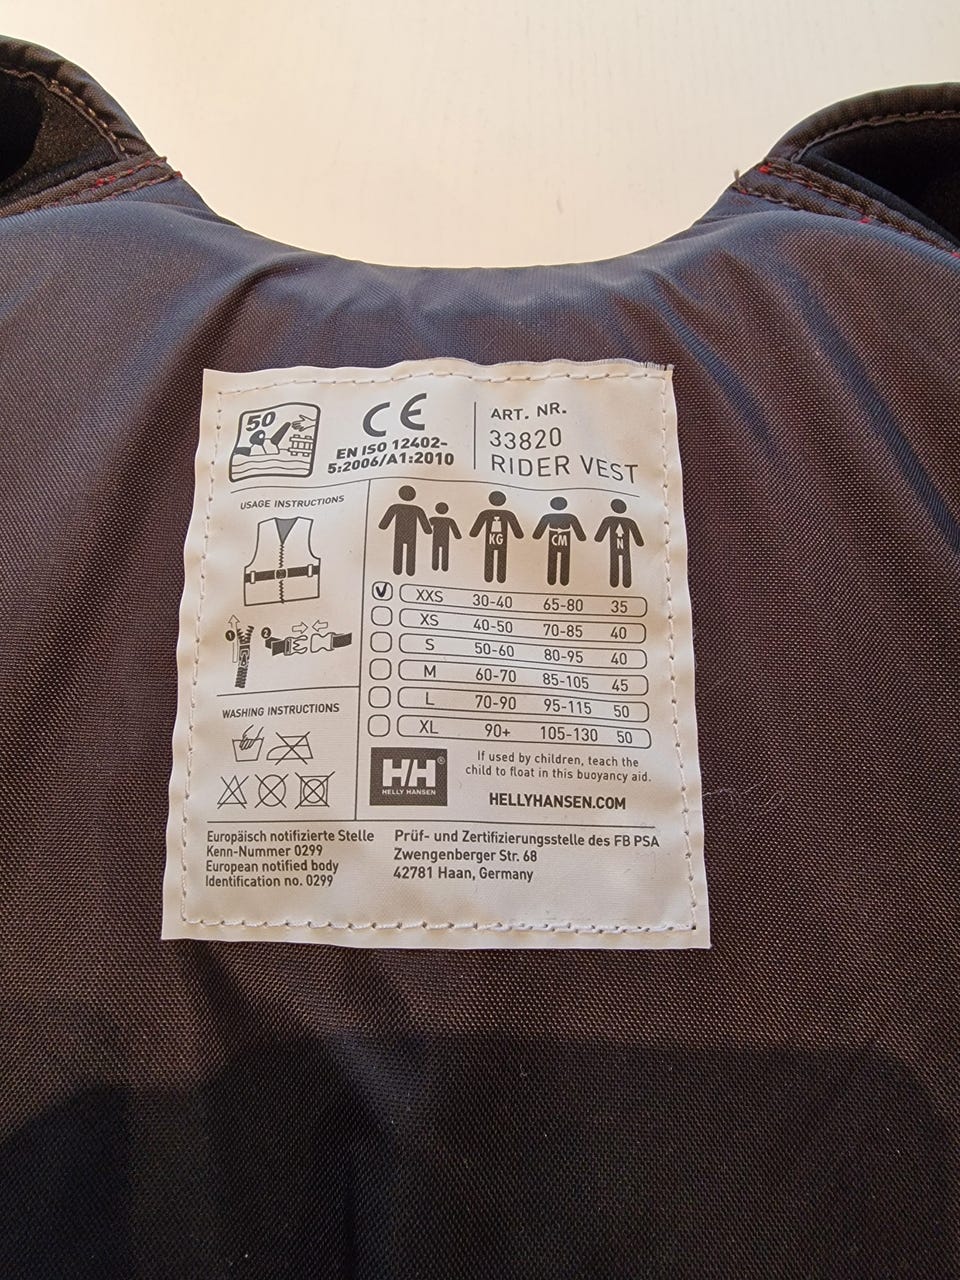 50
CE
EN ISO 12402-
5:2006/A1:2010
ART. NR.
33820
RIDER VEST
USAGE INSTRUCTIONS
1 2
WASHING INSTRUCTIONS
KG CM N
XXS 30-40 65-80 35
XS 40-50 70-85 40
S 50-60 80-95 40
M 60-70 85-105 45
L 70-90 95-115 50
XL 90+ 105-130 50
HH®
HELLY HANSEN
If used by children, teach the
child to float in this buoyancy aid.
HELLYHANSEN.COM
Europäisch notifizierte Stelle
Kenn-Nummer 0299
European notified body
Identification no. 0299
Prüf- und Zertifizierungsstelle des FB PSA
Zwengenberger Str. 68
42781 Haan, Germany